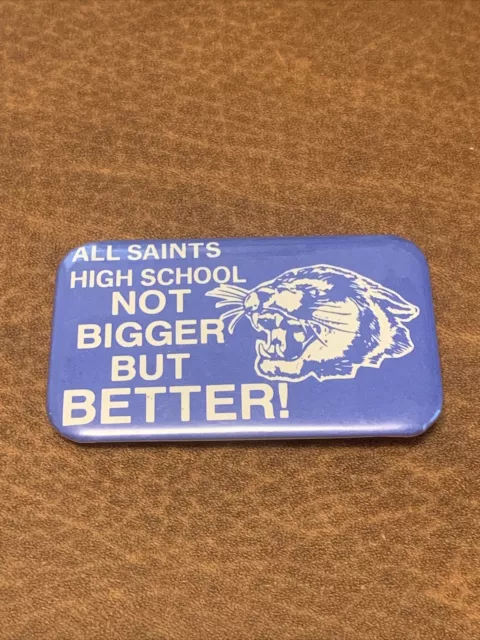 ALL SAINTS
HIGH SCHOOL
NOT
BIGGER
BUT
BETTER!